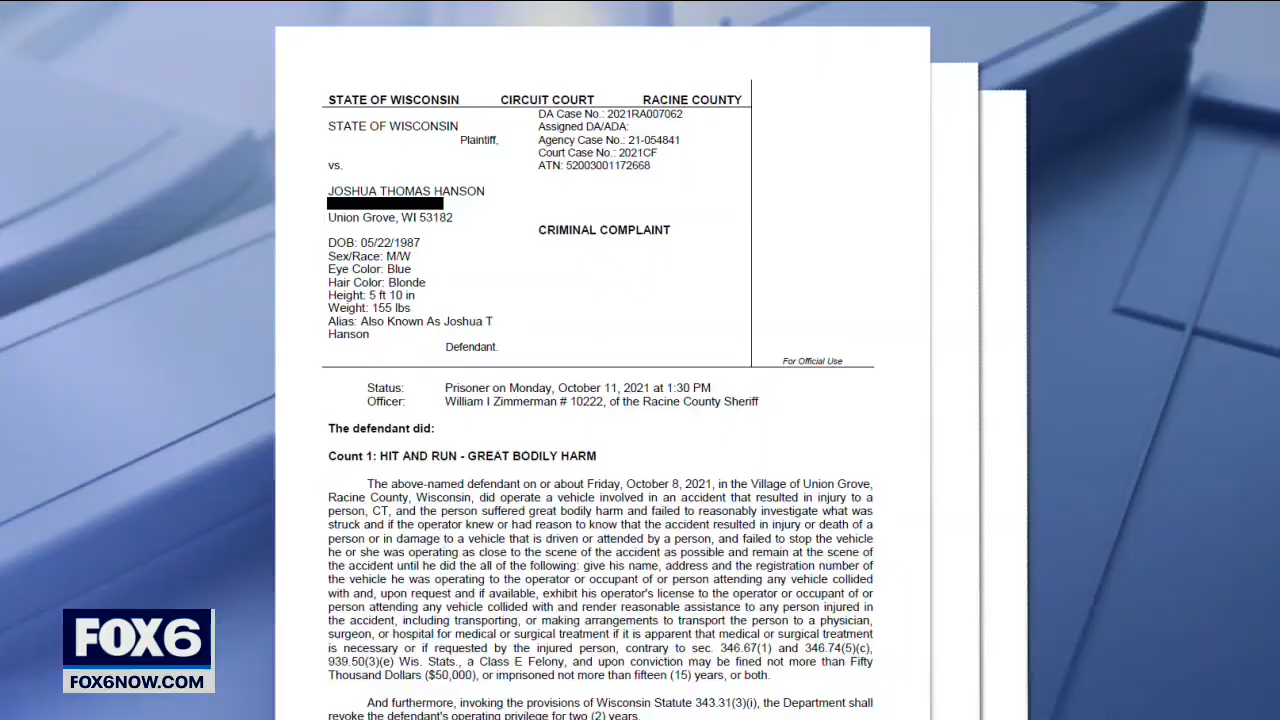 STATE OF WISCONSIN CIRCUIT COURT RACINE COUNTY
STATE OF WISCONSIN
Plaintiff,
vs.
JOSHUA THOMAS HANSON
Union Grove, WI 53182
DOB: 05/22/1987
Sex/Race: M/W
Eye Color: Blue
Hair Color: Blonde
Height: 5 ft 10 in
Weight: 155 lbs
Alias: Also Known As Joshua T
Hanson
Defendant.
DA Case No.: 2021RA007062
Assigned DA/ADA:
Agency Case No.: 21-054841
Court Case No.: 2021CF
ATN: 52003001172668
CRIMINAL COMPLAINT
For Official Use
Status: Prisoner on Monday, October 11, 2021 at 1:30 PM
Officer: William I Zimmerman # 10222, of the Racine County Sheriff
The defendant did:
Count 1: HIT AND RUN - GREAT BODILY HARM
The above-named defendant on or about Friday, October 8, 2021, in the Village of Union Grove,
Racine County, Wisconsin, did operate a vehicle involved in an accident that resulted in injury to a
person, CT, and the person suffered great bodily harm and failed to reasonably investigate what was
struck and if the operator knew or had reason to know that the accident resulted in injury or death of a
person or in damage to a vehicle that is driven or attended by a person, and failed to stop the vehicle
he or she was operating as close to the scene of the accident as possible and remain at the scene of
the accident until he did the all of the following: give his name, address and the registration number of
the vehicle he was operating to the operator or occupant of or person attending any vehicle collided
with and, upon request and if available, exhibit his operator's license to the operator or occupant of or
person attending any vehicle collided with and render reasonable assistance to any person injured in
the accident, including transporting, or making arrangements to transport the person to a physician,
surgeon, or hospital for medical or surgical treatment if it is apparent that medical or surgical treatment
is necessary or if requested by the injured person, contrary to sec. 346.67(1) and 346.74(5)(c),
939.50(3)(e) Wis. Stats., a Class E Felony, and upon conviction may be fined not more than Fifty
Thousand Dollars ($50,000), or imprisoned not more than fifteen (15) years, or both.
And furthermore, invoking the provisions of Wisconsin Statute 343.31(3)(i), the Department shall
revoke the defendant's operating privilege for two (2) years.
FOX6
FOX6NOW.COM